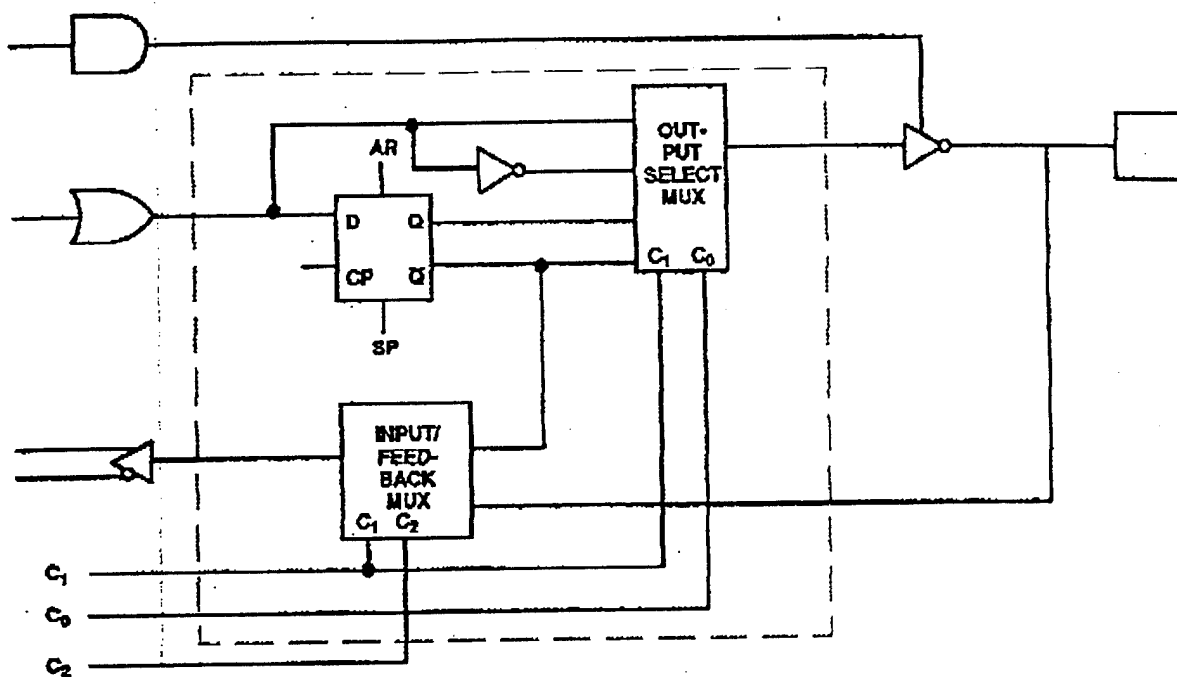 OUT-
PUT
SELECT
MUX
C₁ C₀
AR
D Q
CP Q̅
SP
INPUT/
FEED-
BACK
MUX
C₁ C₂
C₁
C₀
C₂